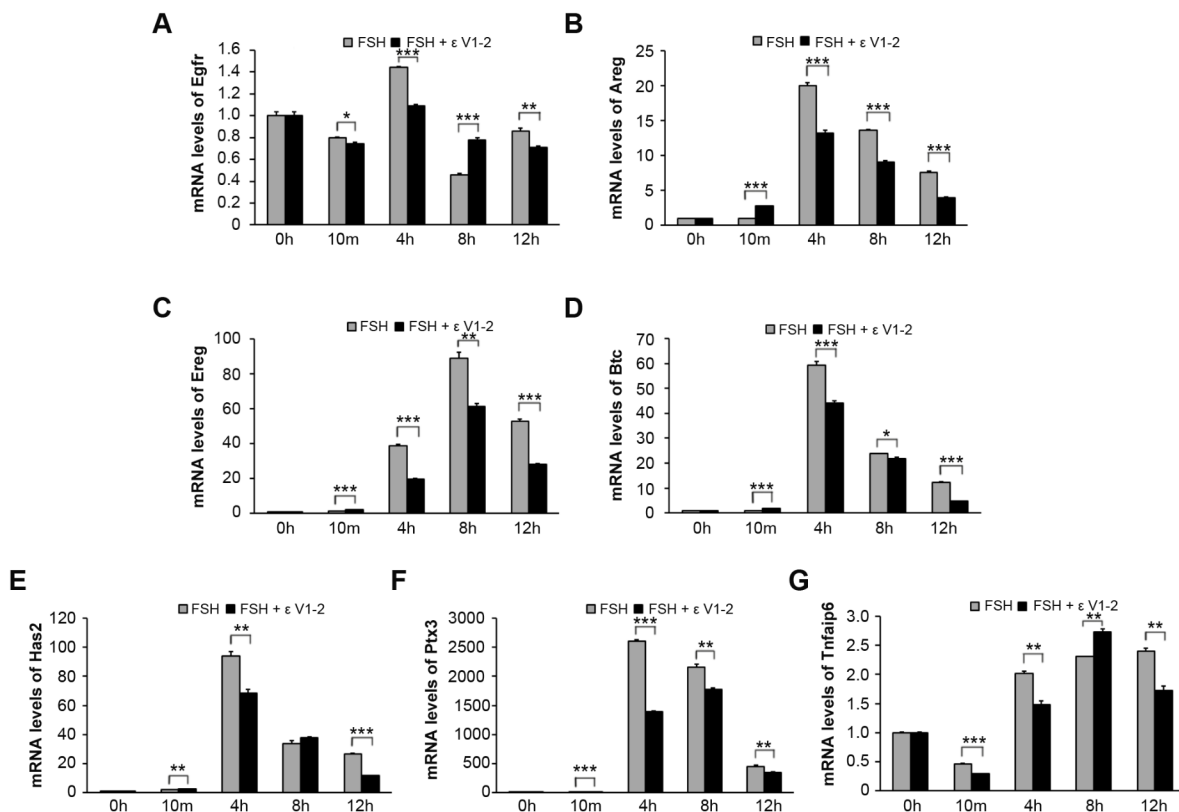 A
FSH FSH + ε V1-2
mRNA levels of Egfr
1.6
1.4
1.2
1.0
0.8
0.6
0.4
0.2
0
*
***
***
**
0h 10m 4h 8h 12h
B
FSH FSH + ε V1-2
mRNA levels of Areg
25
20
15
10
5
0
***
***
***
***
0h 10m 4h 8h 12h
C
FSH FSH + ε V1-2
mRNA levels of Ereg
100
80
60
40
20
0
***
***
**
***
0h 10m 4h 8h 12h
D
FSH FSH + ε V1-2
mRNA levels of Btc
70
60
50
40
30
20
10
0
***
***
*
***
0h 10m 4h 8h 12h
E
FSH FSH + ε V1-2
mRNA levels of Has2
120
100
80
60
40
20
0
**
**
***
0h 10m 4h 8h 12h
F
FSH FSH + ε V1-2
mRNA levels of Ptx3
3000
2500
2000
1500
1000
500
0
***
***
**
**
0h 10m 4h 8h 12h
G
FSH FSH + ε V1-2
mRNA levels of Tnfaip6
3.0
2.5
2.0
1.5
1.0
0.5
0.0
***
**
**
**
0h 10m 4h 8h 12h